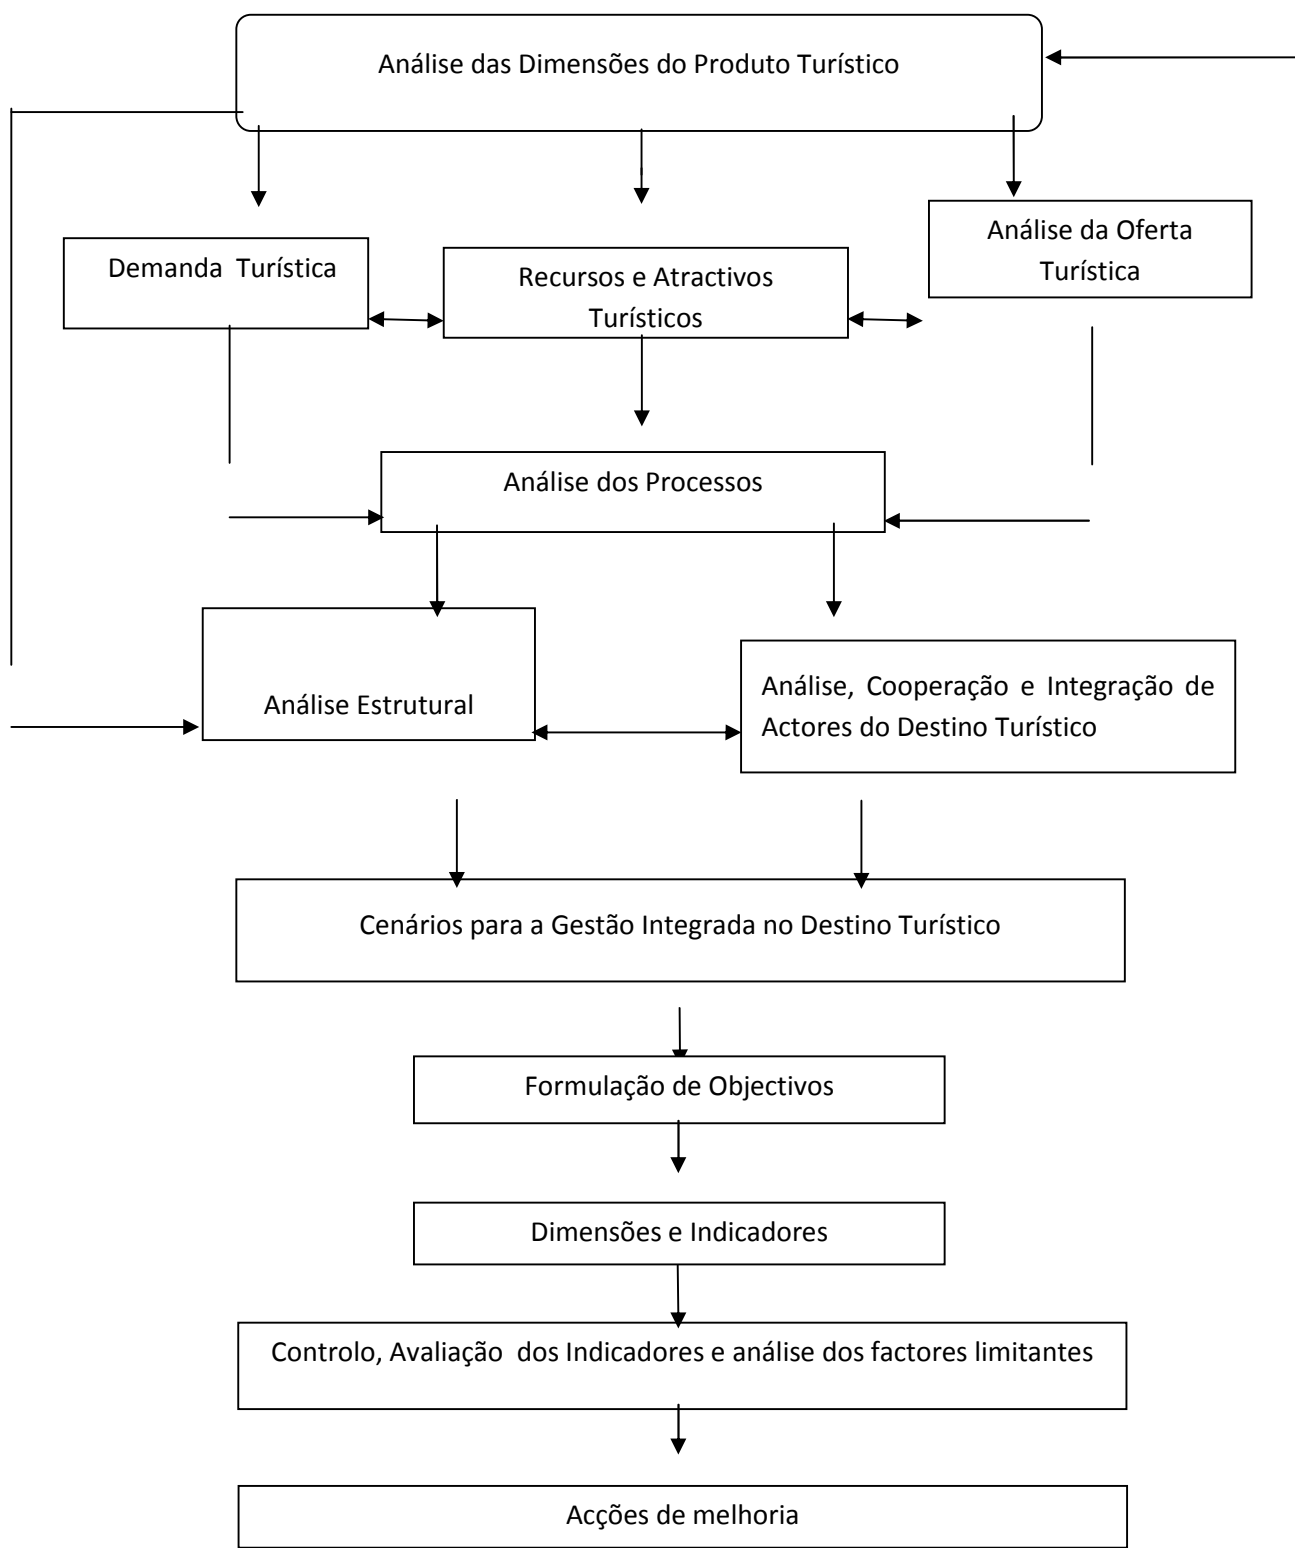 Análise das Dimensões do Produto Turístico
Demanda Turística
Recursos e Atractivos
Turísticos
Análise da Oferta
Turística
Análise dos Processos
Análise Estrutural
Análise, Cooperação e Integração de
Actores do Destino Turístico
Cenários para a Gestão Integrada no Destino Turístico
Formulação de Objectivos
Dimensões e Indicadores
Controlo, Avaliação dos Indicadores e análise dos factores limitantes
Acções de melhoria